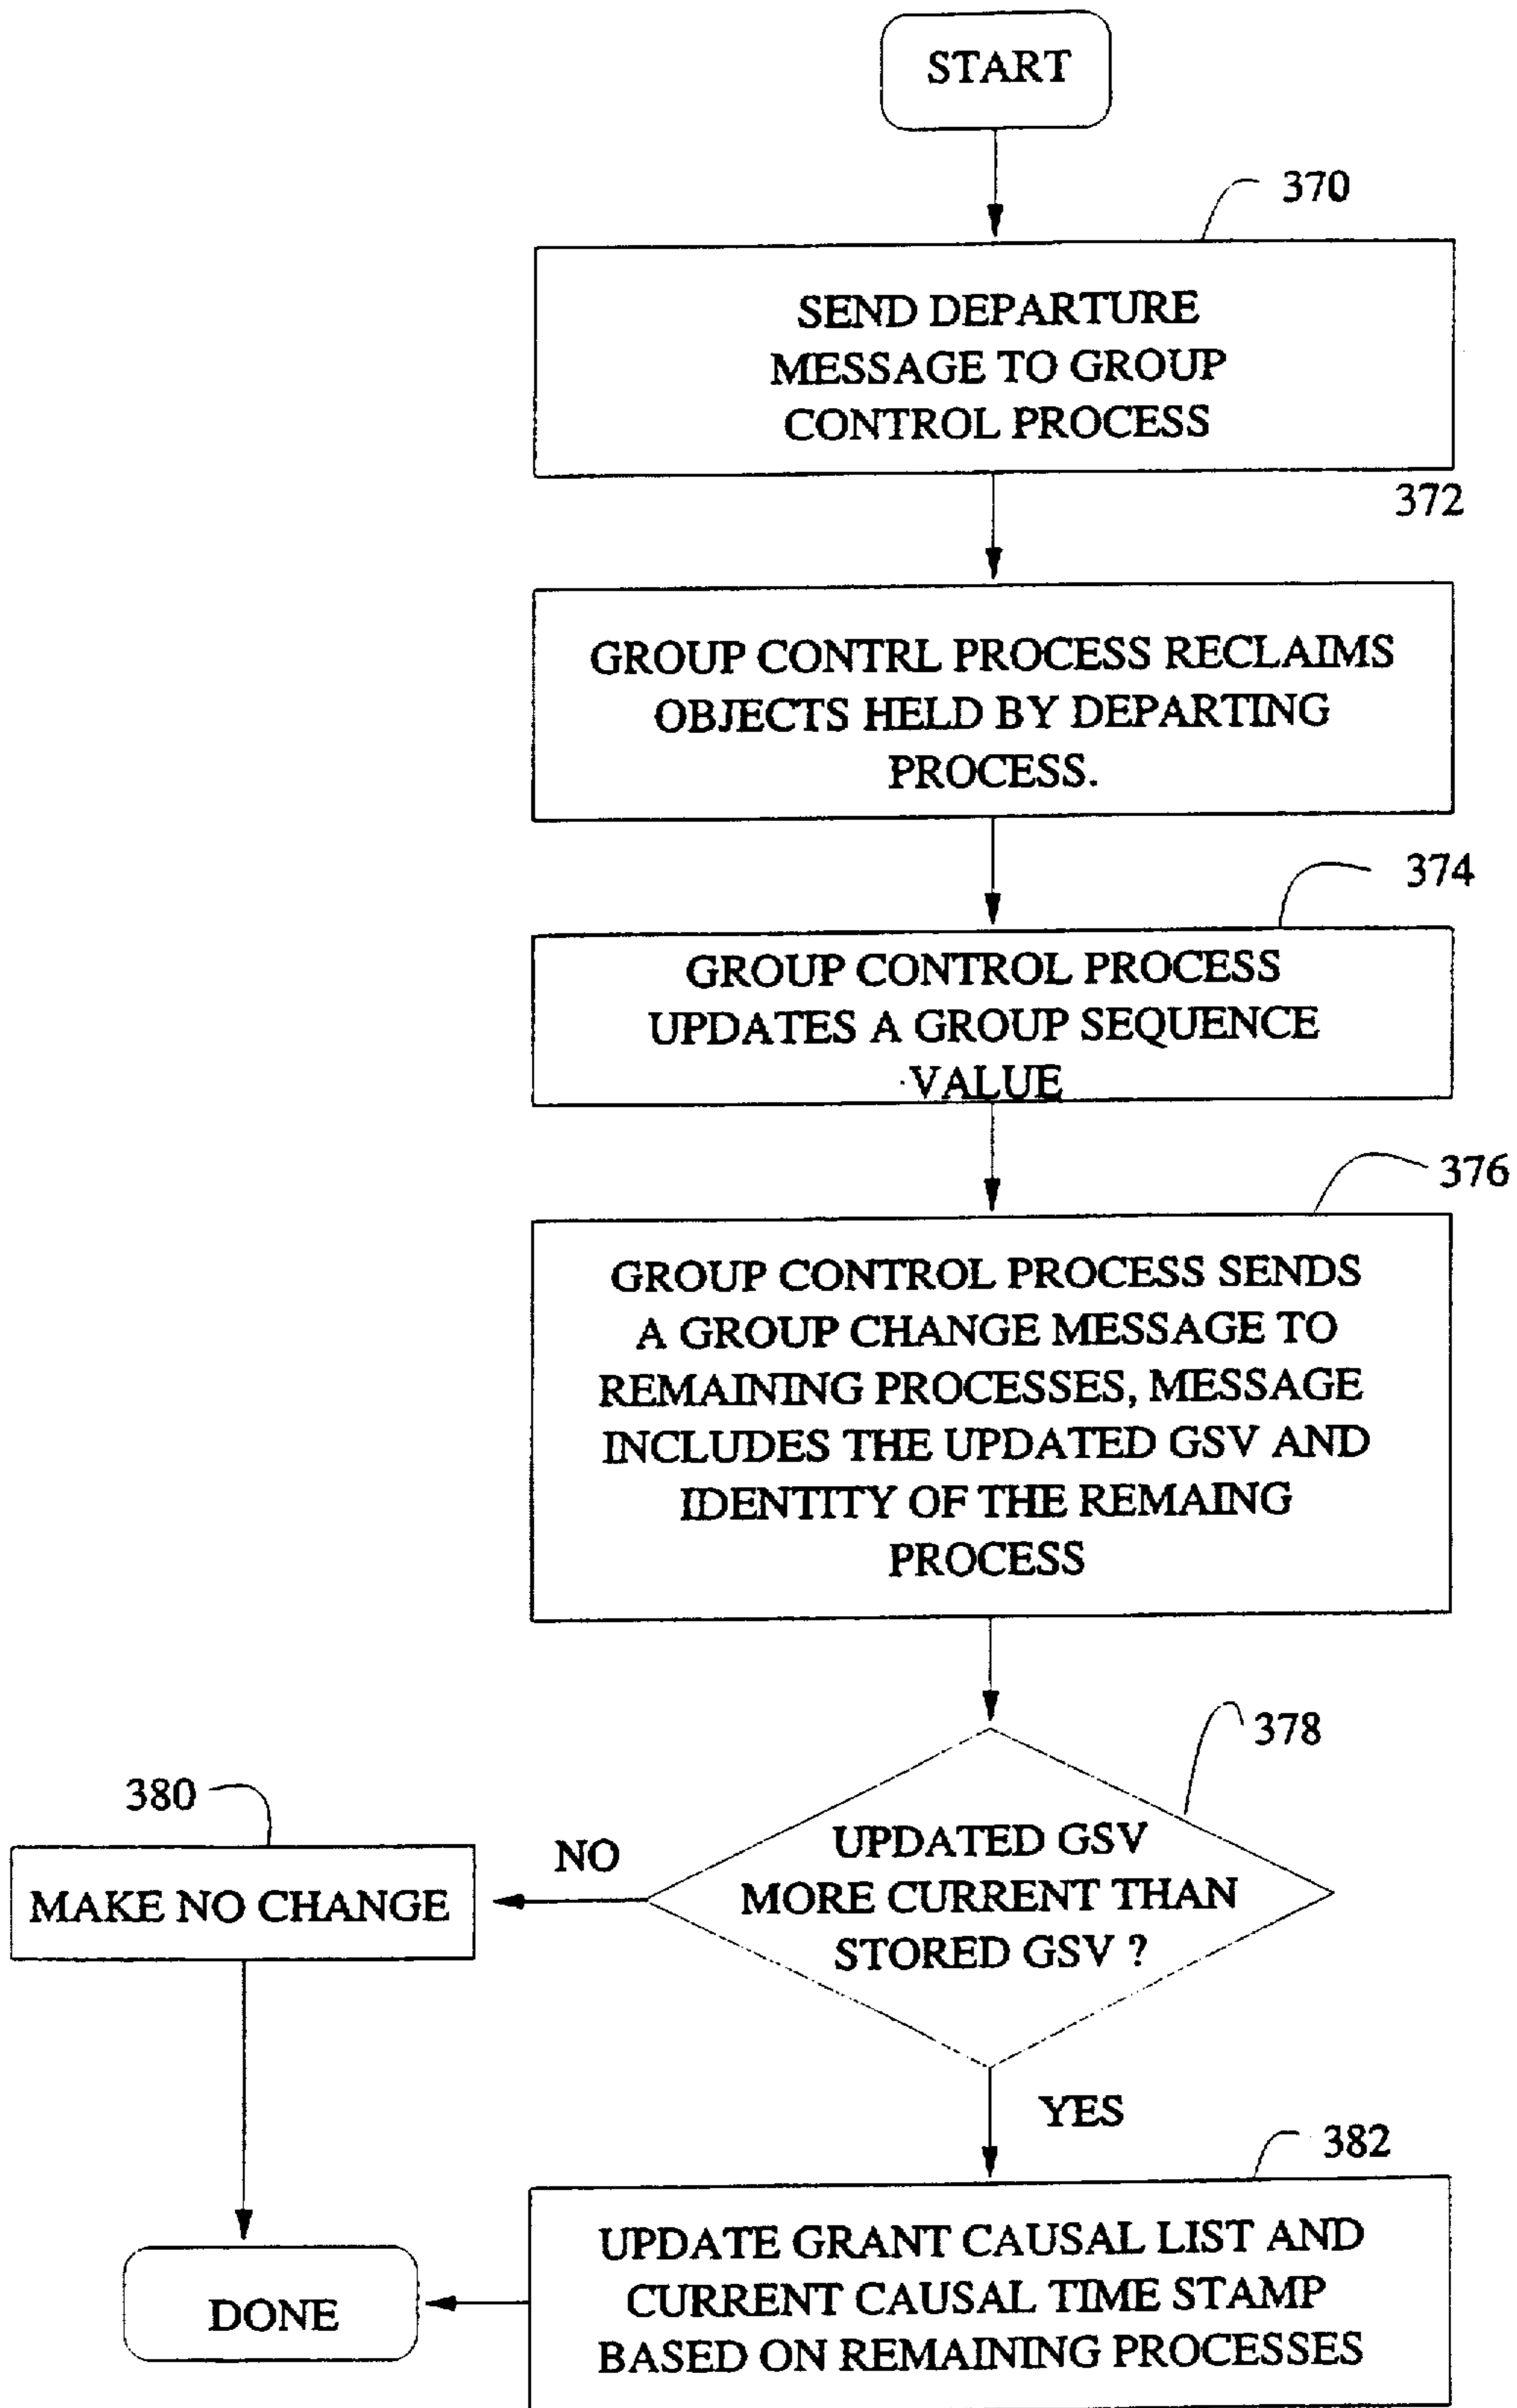 START
370
SEND DEPARTURE
MESSAGE TO GROUP
CONTROL PROCESS
372
GROUP CONTRL PROCESS RECLAIMS
OBJECTS HELD BY DEPARTING
PROCESS.
374
GROUP CONTROL PROCESS
UPDATES A GROUP SEQUENCE
VALUE
376
GROUP CONTROL PROCESS SENDS
A GROUP CHANGE MESSAGE TO
REMAINING PROCESSES, MESSAGE
INCLUDES THE UPDATED GSV AND
IDENTITY OF THE REMAING
PROCESS
378
UPDATED GSV
MORE CURRENT THAN
STORED GSV ?
NO
380
MAKE NO CHANGE
YES
382
UPDATE GRANT CAUSAL LIST AND
CURRENT CAUSAL TIME STAMP
BASED ON REMAINING PROCESSES
DONE